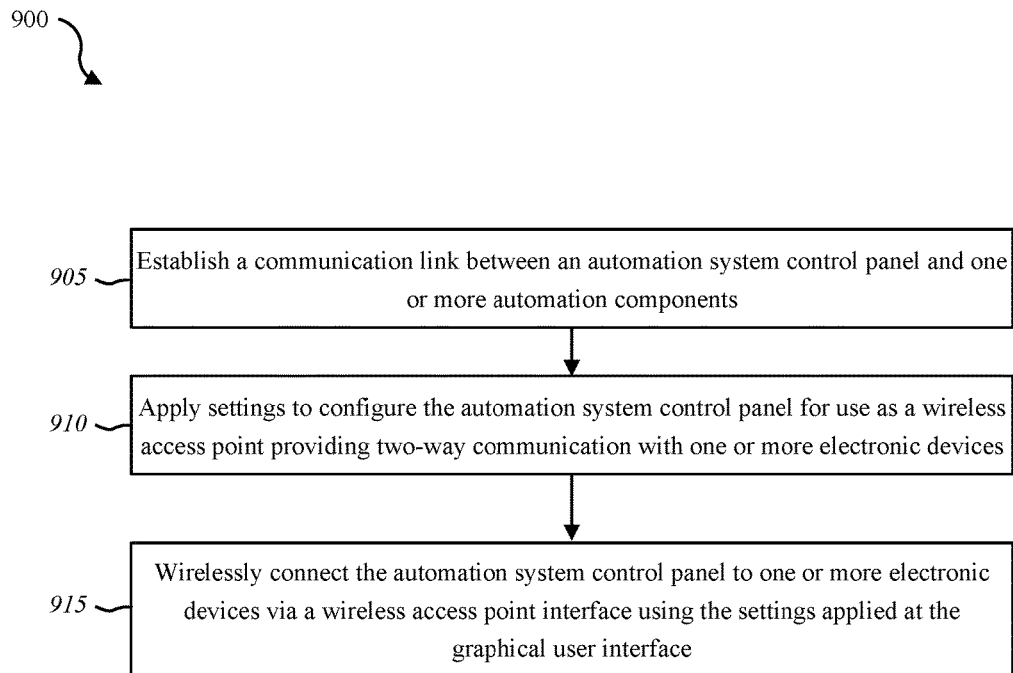 900
905
Establish a communication link between an automation system control panel and one
or more automation components
910
Apply settings to configure the automation system control panel for use as a wireless
access point providing two-way communication with one or more electronic devices
915
Wirelessly connect the automation system control panel to one or more electronic
devices via a wireless access point interface using the settings applied at the
graphical user interface